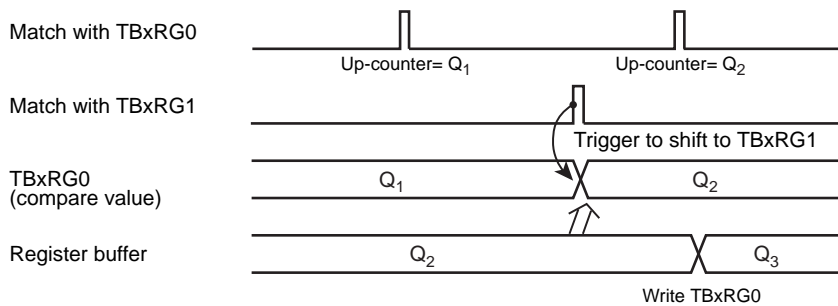 Match with TBxRG0
Up-counter= Q1
Up-counter= Q2
Match with TBxRG1
Trigger to shift to TBxRG1
TBxRG0
(compare value)
Q1
Q2
Register buffer
Q2
Q3
Write TBxRG0